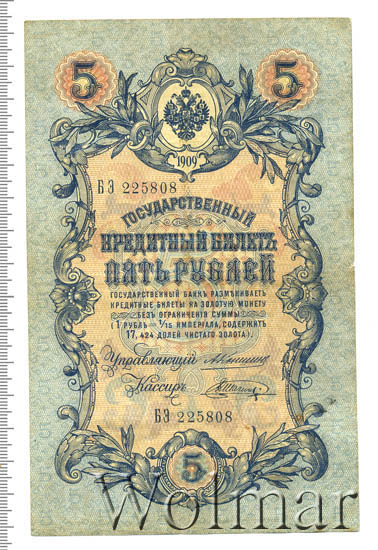 5 5
1909
БЭ 225808
ГОСУДАРСТВЕННЫЙ
КРЕДИТНЫЙ БИЛЕТЪ
ПЯТЬ РУБЛЕЙ
ГОСУДАРСТВЕННЫЙ БАНКЪ РАЗМѢНИВАЕТЪ
КРЕДИТНЫЕ БИЛЕТЫ НА ЗОЛОТУЮ МОНЕТУ
БЕЗЪ ОГРАНИЧЕНІЯ СУММЫ
(1 РУБЛЬ = 1/15 ИМПЕРІАЛА, СОДЕРЖИТЪ
17,424 ДОЛЕЙ ЧИСТАГО ЗОЛОТА).
Управляющій
Кассиръ
БЭ 225808
5
Wolmar